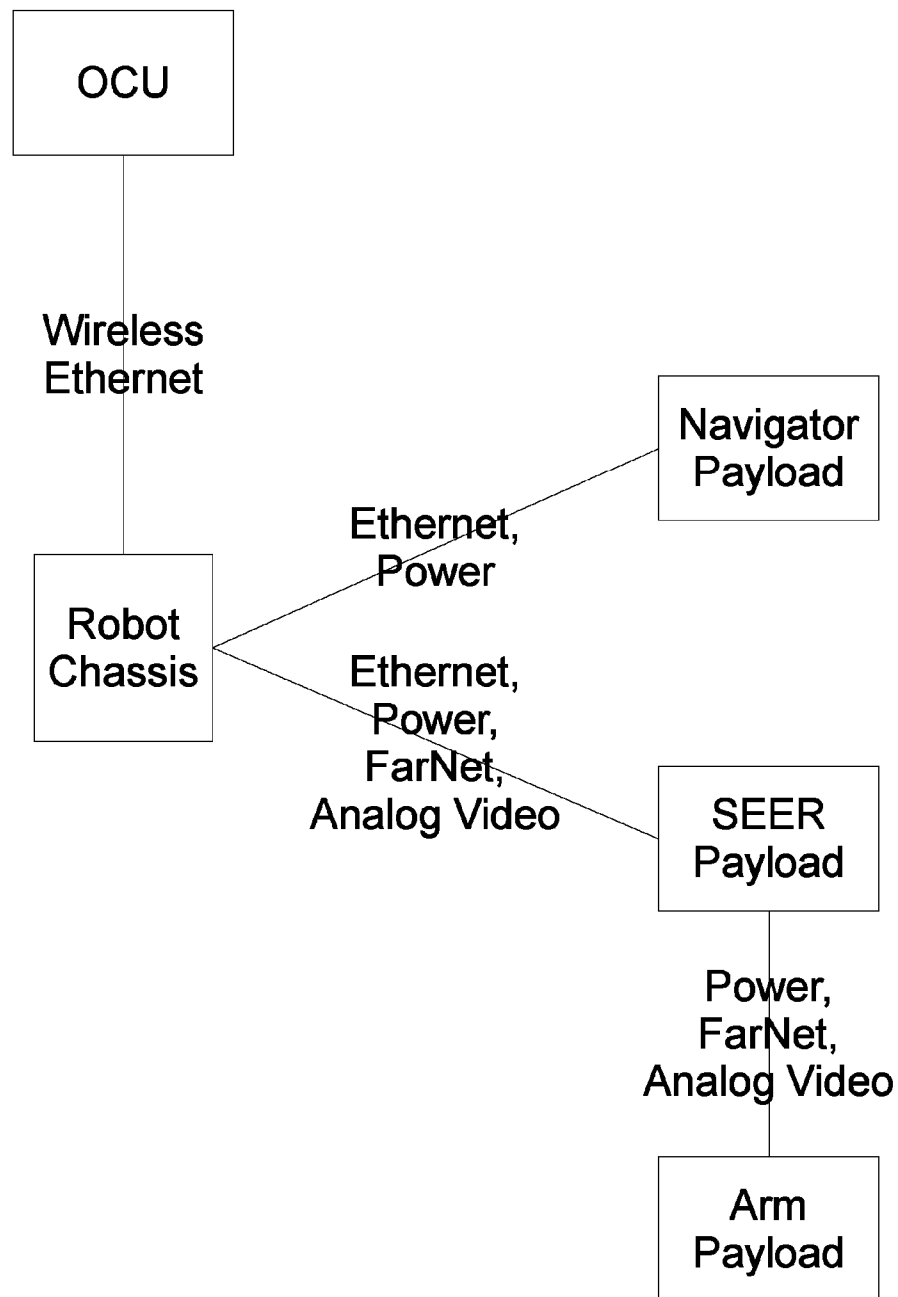 OCU
Wireless
Ethernet
Navigator
Payload
Ethernet,
Power
Robot
Chassis
Ethernet,
Power,
FarNet,
Analog Video
SEER
Payload
Power,
FarNet,
Analog Video
Arm
Payload